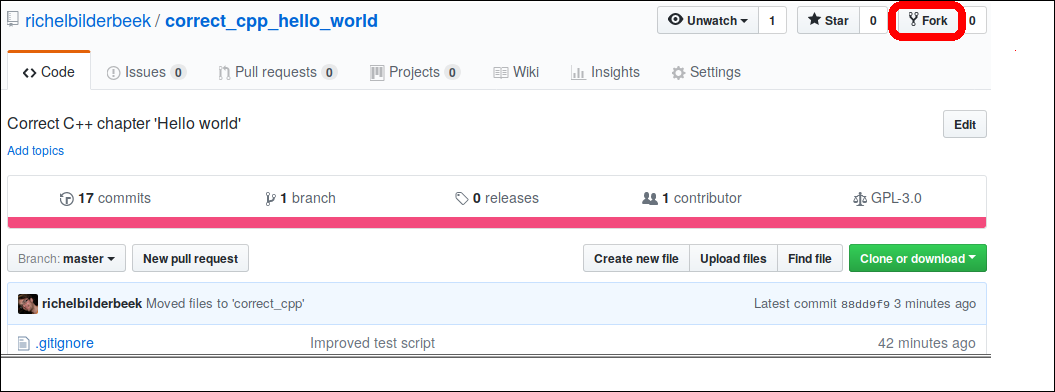 richelbilderbeek / correct_cpp_hello_world Unwatch 1 Star 0 Fork 0
Code Issues 0 Pull requests 0 Projects 0 Wiki Insights Settings
Correct C++ chapter 'Hello world' Edit
Add topics
17 commits 1 branch 0 releases 1 contributor GPL-3.0
Branch: master New pull request Create new file Upload files Find file Clone or download
richelbilderbeek Moved files to 'correct_cpp' Latest commit 88dd9f9 3 minutes ago
.gitignore Improved test script 42 minutes ago